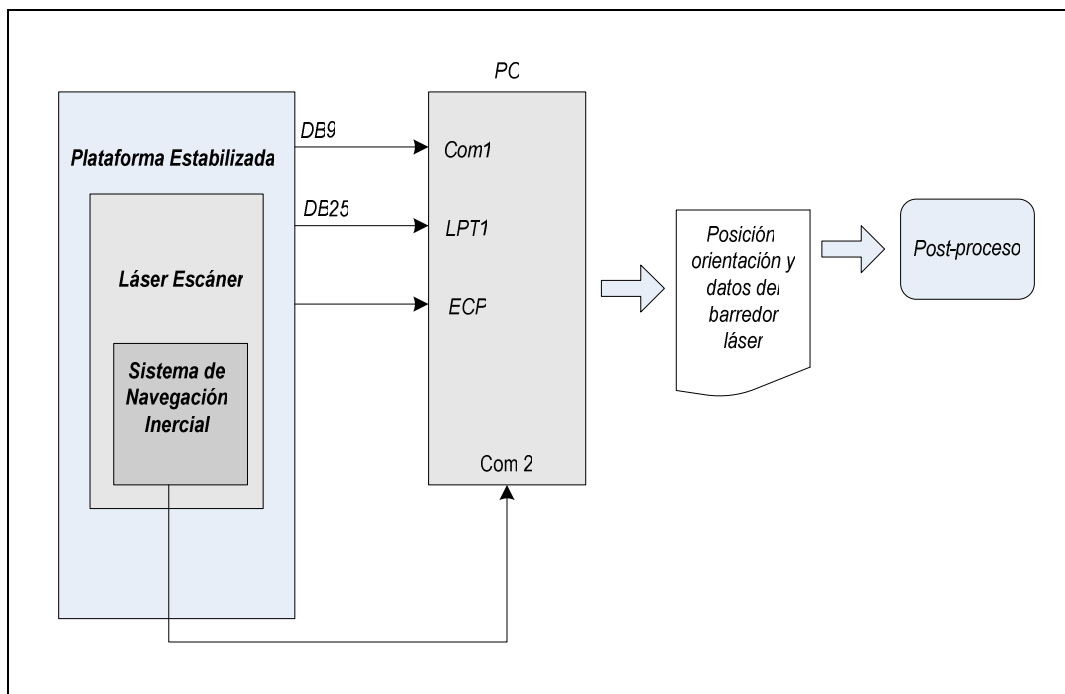 PC
Plataforma Estabilizada
DB9
Com1
DB25
LPT1
ECP
Láser Escáner
Sistema de
Navegación
Inercial
Com 2
Posición
orientación y
datos del
barredor
láser
Post-proceso